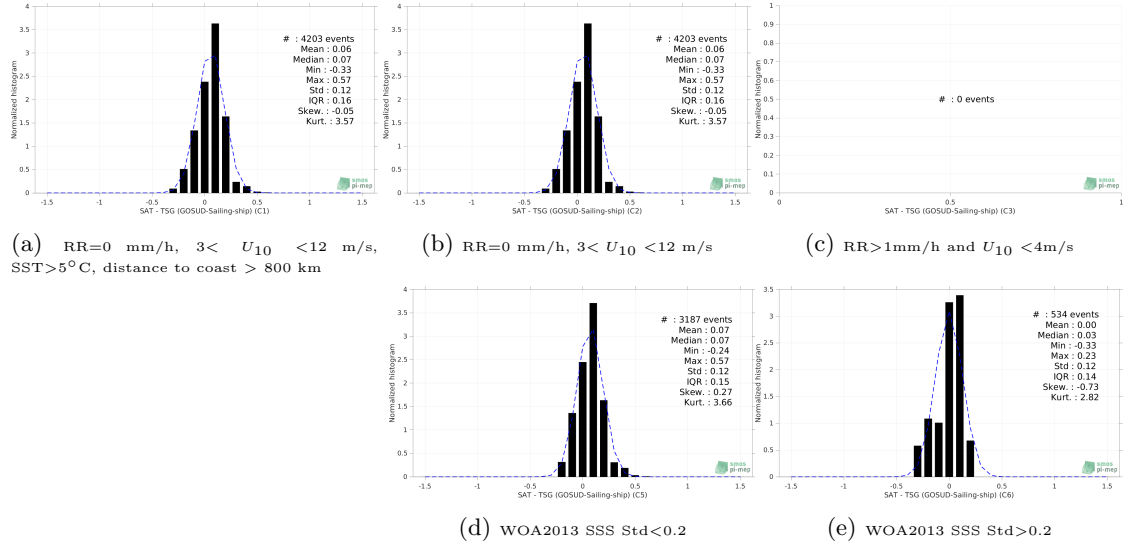 4
3.5
3
2.5
2
1.5
1
0.5
0
Normalized histogram
# : 4203 events
Mean : 0.06
Median : 0.07
Min : -0.33
Max : 0.57
Std : 0.12
IQR : 0.16
Skew. : -0.05
Kurt. : 3.57
smos
pi-mep
-1.5 -1 -0.5 0 0.5 1 1.5
SAT - TSG (GOSUD-Sailing-ship) (C1)
(a) RR=0 mm/h, 3< U10 <12 m/s,
SST>5°C, distance to coast > 800 km
4
3.5
3
2.5
2
1.5
1
0.5
0
Normalized histogram
# : 4203 events
Mean : 0.06
Median : 0.07
Min : -0.33
Max : 0.57
Std : 0.12
IQR : 0.16
Skew. : -0.05
Kurt. : 3.57
smos
pi-mep
-1.5 -1 -0.5 0 0.5 1 1.5
SAT - TSG (GOSUD-Sailing-ship) (C2)
(b) RR=0 mm/h, 3< U10 <12 m/s
1
0.9
0.8
0.7
0.6
0.5
0.4
0.3
0.2
0.1
0
Normalized histogram
# : 0 events
smos
pi-mep
0 0.5 1
SAT - TSG (GOSUD-Sailing-ship) (C3)
(c) RR>1mm/h and U10 <4m/s
4
3.5
3
2.5
2
1.5
1
0.5
0
Normalized histogram
# : 3187 events
Mean : 0.07
Median : 0.07
Min : -0.24
Max : 0.57
Std : 0.12
IQR : 0.15
Skew. : 0.27
Kurt. : 3.66
smos
pi-mep
-1.5 -1 -0.5 0 0.5 1 1.5
SAT - TSG (GOSUD-Sailing-ship) (C5)
(d) WOA2013 SSS Std<0.2
3.5
3
2.5
2
1.5
1
0.5
0
Normalized histogram
# : 534 events
Mean : 0.00
Median : 0.03
Min : -0.33
Max : 0.23
Std : 0.12
IQR : 0.14
Skew. : -0.73
Kurt. : 2.82
smos
pi-mep
-1.5 -1 -0.5 0 0.5 1 1.5
SAT - TSG (GOSUD-Sailing-ship) (C6)
(e) WOA2013 SSS Std>0.2